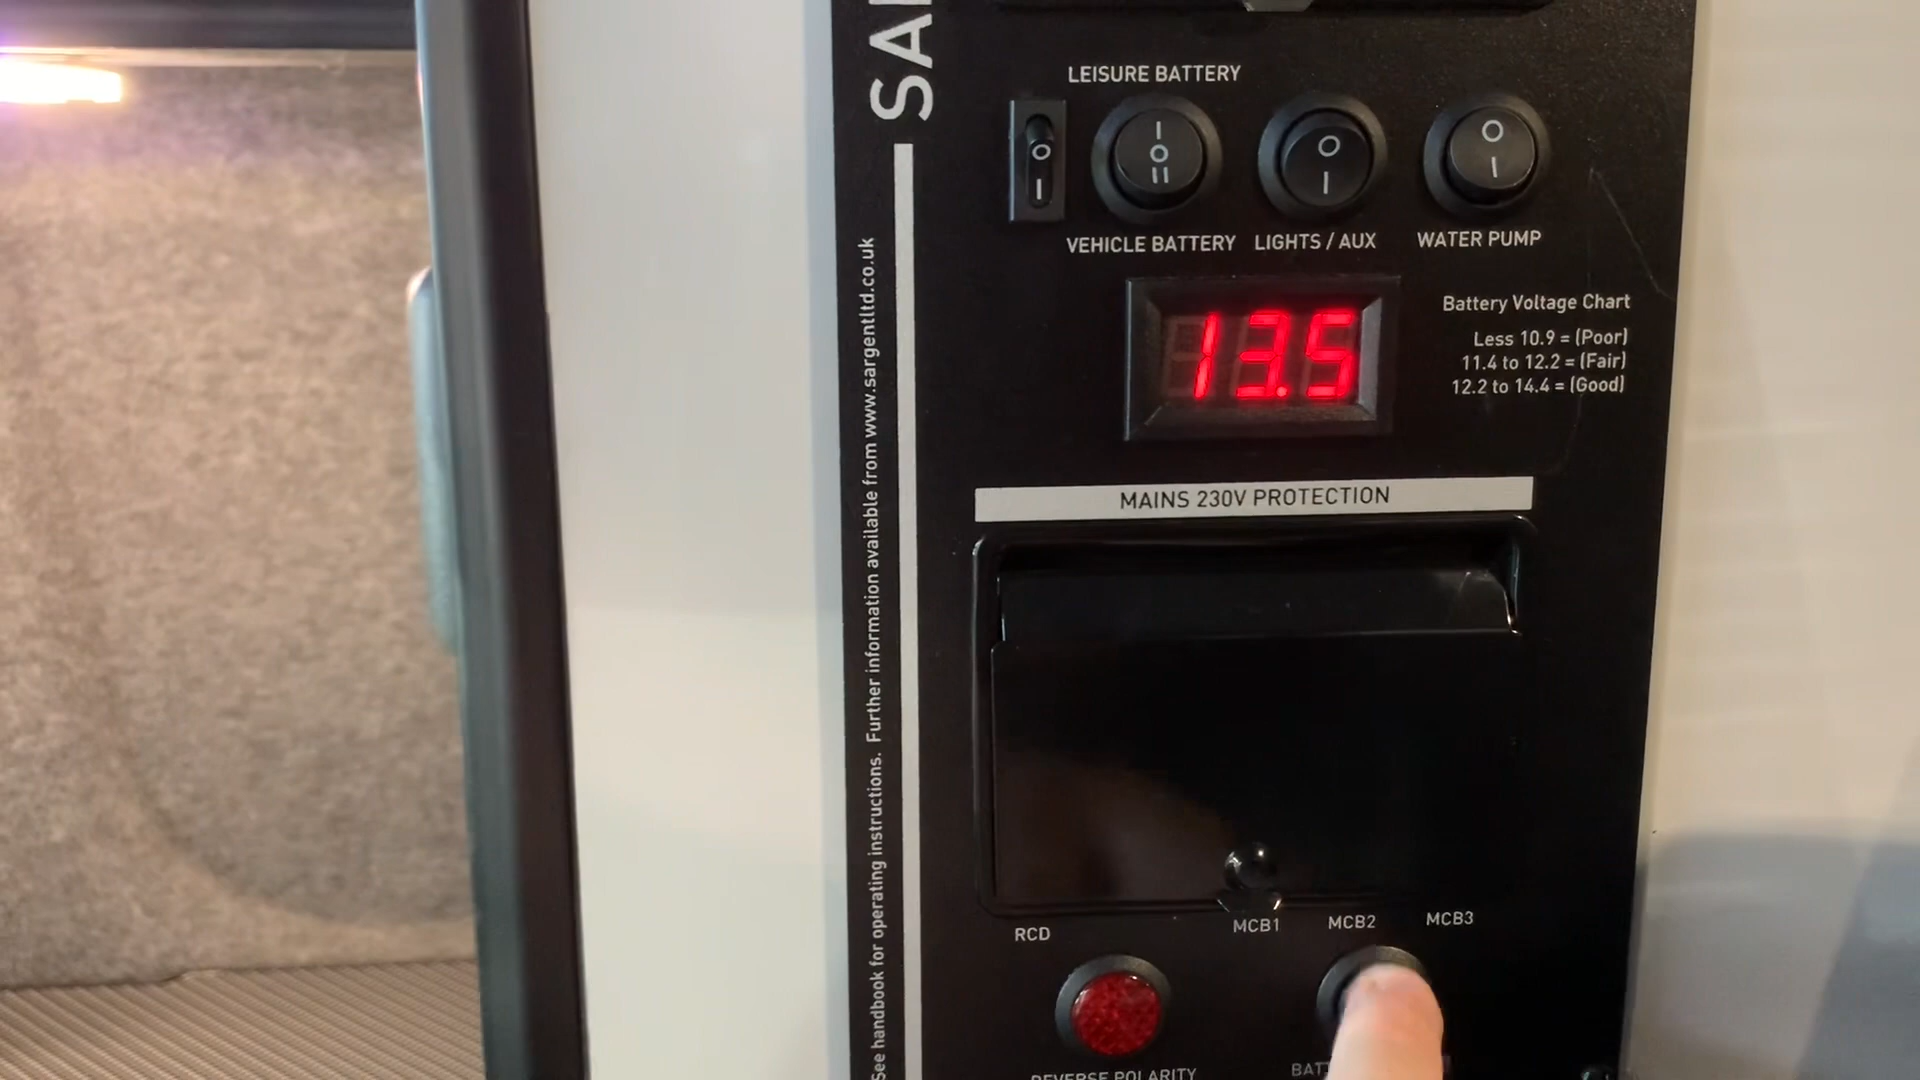 LEISURE BATTERY
VEHICLE BATTERY
LIGHTS / AUX
WATER PUMP
13.5
Battery Voltage Chart
Less 10.9 = (Poor)
11.4 to 12.2 = (Fair)
12.2 to 14.4 = (Good)
MAINS 230V PROTECTION
RCD
MCB1
MCB2
MCB3
REVERSE POLARITY
See handbook for operating instructions. Further information available from www.sargentltd.co.uk